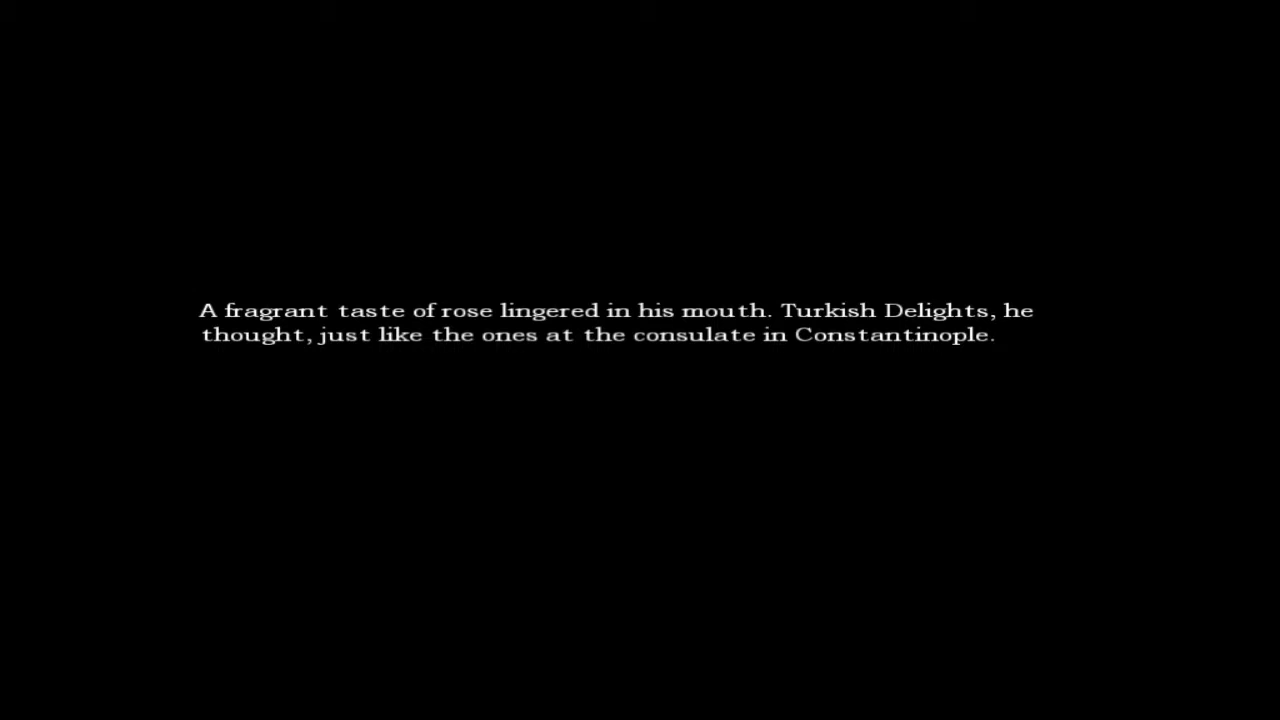 A fragrant taste of rose lingered in his mouth. Turkish Delights, he
thought, just like the ones at the consulate in Constantinople.